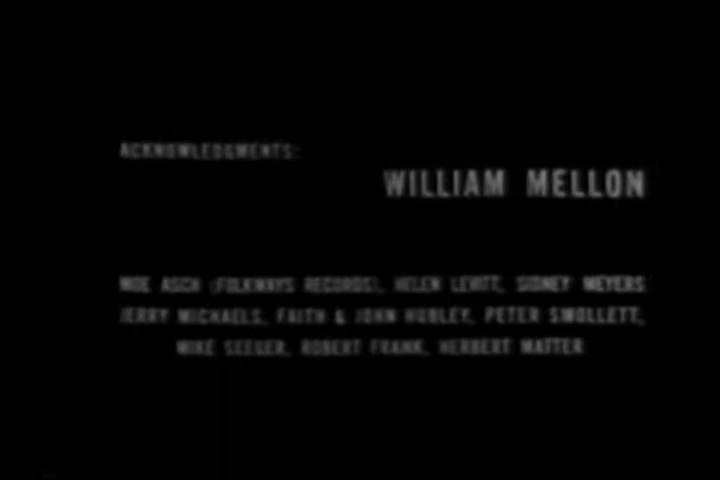 ACKNOWLEDGMENTS:
WILLIAM MELLON
MOE ASCH (FOLKWAYS RECORDS), HELEN LEVITT, SIDNEY MEYERS
JERRY MICHAELS, FAITH & JOHN HUBLEY, PETER SMOLLETT,
MIKE SEEGER, ROBERT FRANK, HERBERT MATTER